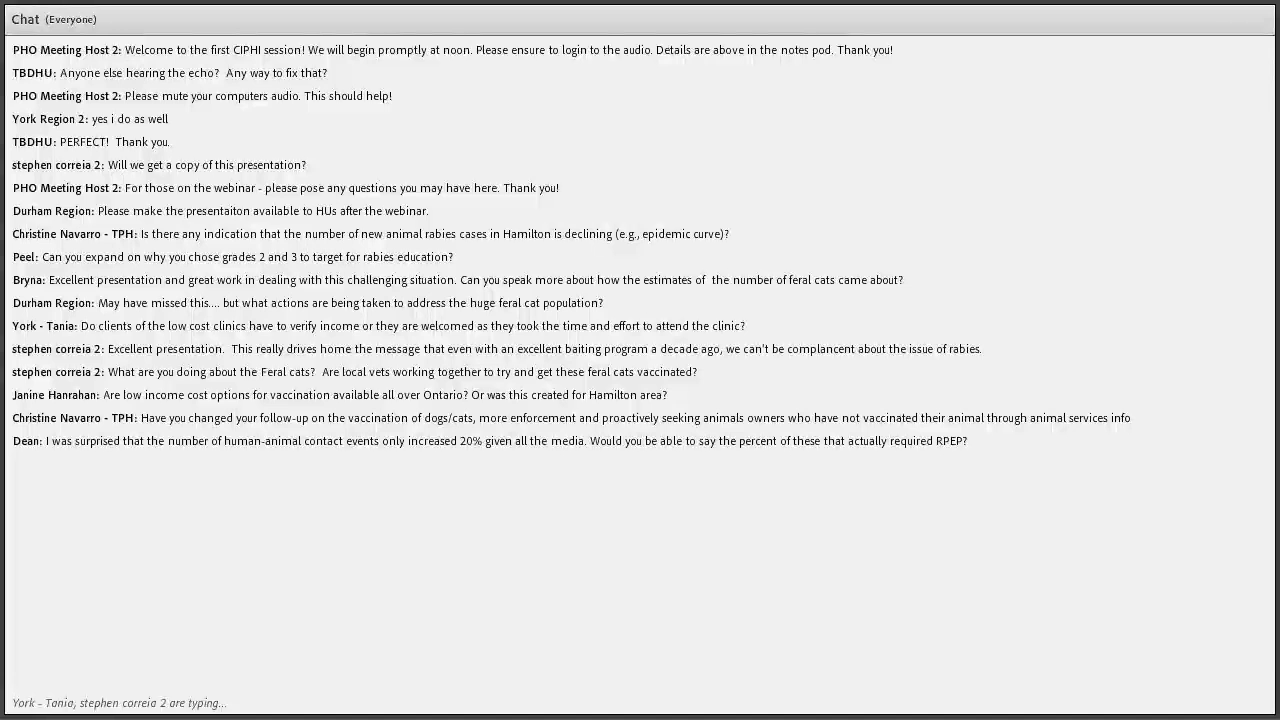 Chat (Everyone)
PHO Meeting Host 2: Welcome to the first CIPHI session! We will begin promptly at noon. Please ensure to login to the audio. Details are above in the notes pod. Thank you!
TBDHU: Anyone else hearing the echo?  Any way to fix that?
PHO Meeting Host 2: Please mute your computers audio. This should help!
York Region 2: yes i do as well
TBDHU: PERFECT!  Thank you.
stephen correia 2: Will we get a copy of this presentation?
PHO Meeting Host 2: For those on the webinar - please pose any questions you may have here. Thank you!
Durham Region: Please make the presentaiton available to HUs after the webinar.
Christine Navarro - TPH: Is there any indication that the number of new animal rabies cases in Hamilton is declining (e.g., epidemic curve)?
Peel: Can you expand on why you chose grades 2 and 3 to target for rabies education?
Bryna: Excellent presentation and great work in dealing with this challenging situation. Can you speak more about how the estimates of  the number of feral cats came about?
Durham Region: May have missed this.... but what actions are being taken to address the huge feral cat population?
York - Tania: Do clients of the low cost clinics have to verify income or they are welcomed as they took the time and effort to attend the clinic?
stephen correia 2: Excellent presentation.  This really drives home the message that even with an excellent baiting program a decade ago, we can't be complancent about the issue of rabies.
stephen correia 2: What are you doing about the Feral cats?  Are local vets working together to try and get these feral cats vaccinated?
Janine Hanrahan: Are low income cost options for vaccination available all over Ontario? Or was this created for Hamilton area?
Christine Navarro - TPH: Have you changed your follow-up on the vaccination of dogs/cats, more enforcement and proactively seeking animals owners who have not vaccinated their animal through animal services info
Dean: I was surprised that the number of human-animal contact events only increased 20% given all the media. Would you be able to say the percent of these that actually required RPEP?
York - Tania, stephen correia 2 are typing...